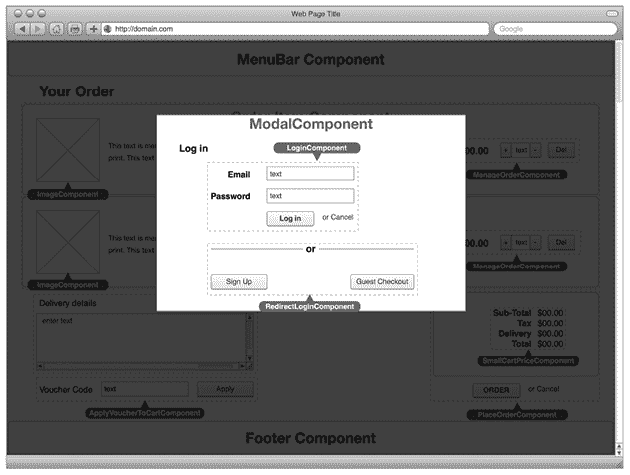 Web Page Title
http://domain.com
Google
MenuBar Component
Your Order
ModalComponent
Log in
LoginComponent
Email text
Password text
Log in or Cancel
or
Sign Up Guest Checkout
RedirectLoginComponent
This text is
print. This text
ImageComponent
00.00 + text - Del
ManageOrderComponent
This text is
print. This text
ImageComponent
00.00 + text - Del
ManageOrderComponent
Delivery details
enter text
Voucher Code text Apply
ApplyVoucherToCartComponent
Sub-Total $00.00
Tax $00.00
Delivery $00.00
Total $00.00
SmallCartPriceComponent
ORDER or Cancel
PlaceOrderComponent
Footer Component